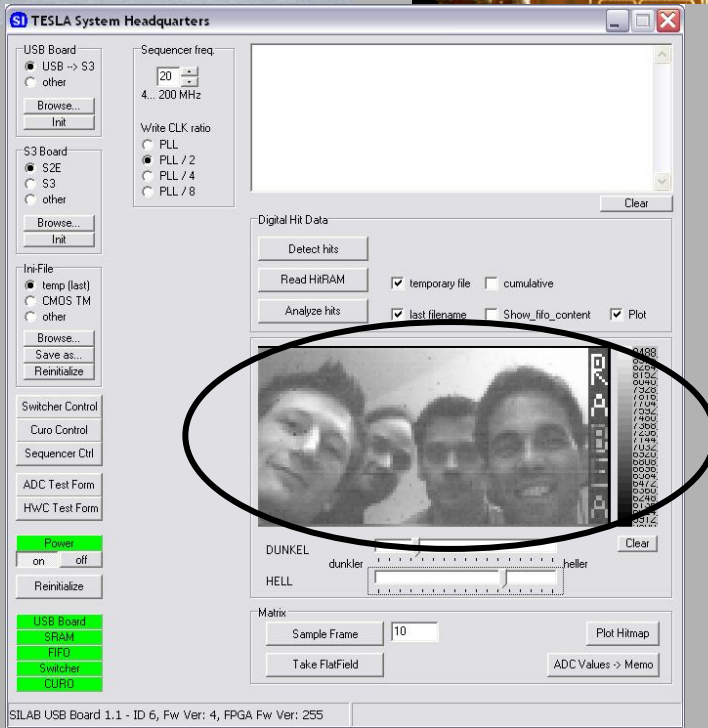 SI TESLA System Headquarters
USB Board
USB --> S3
other
Browse...
Init
S3 Board
S2E
S3
other
Browse...
Init
Ini-File
temp (last)
CMOS TM
other
Browse...
Save as...
Reinitialize
Switcher Control
Curo Control
Sequencer Ctrl
ADC Test Form
HWC Test Form
Power
on off
Reinitialize
USB Board
SRAM
FIFO
Switcher
CURO
Sequencer freq.
20
4... 200 MHz
Write CLK ratio
PLL
PLL / 2
PLL / 4
PLL / 8
Clear
Digital Hit Data
Detect hits
Read HitRAM
temporary file cumulative
Analyze hits
last filename Show_fifo_content Plot
Clear
DUNKEL
dunkler heller
HELL
Matrix
Sample Frame 10 Plot Hitmap
Take FlatField ADC Values -> Memo
SILAB USB Board 1.1 - ID 6, Fw Ver: 4, FPGA Fw Ver: 255